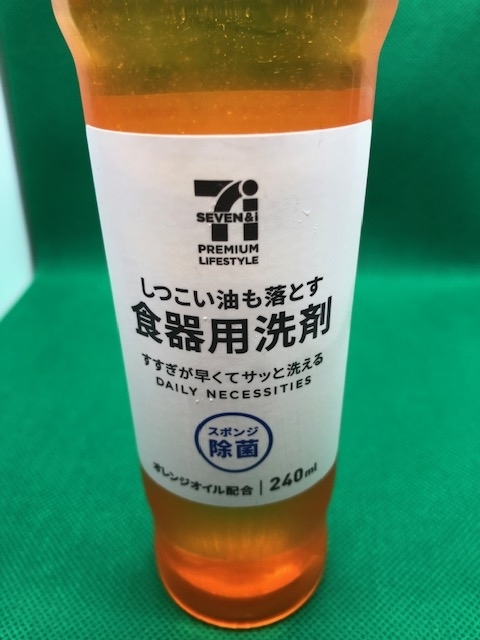 SEVEN&i
PREMIUM
LIFESTYLE
しつこい油も落とす
食器用洗剤
すすぎが早くてサッと洗える
DAILY NECESSITIES
スポンジ
除菌
オレンジオイル配合 | 240ml